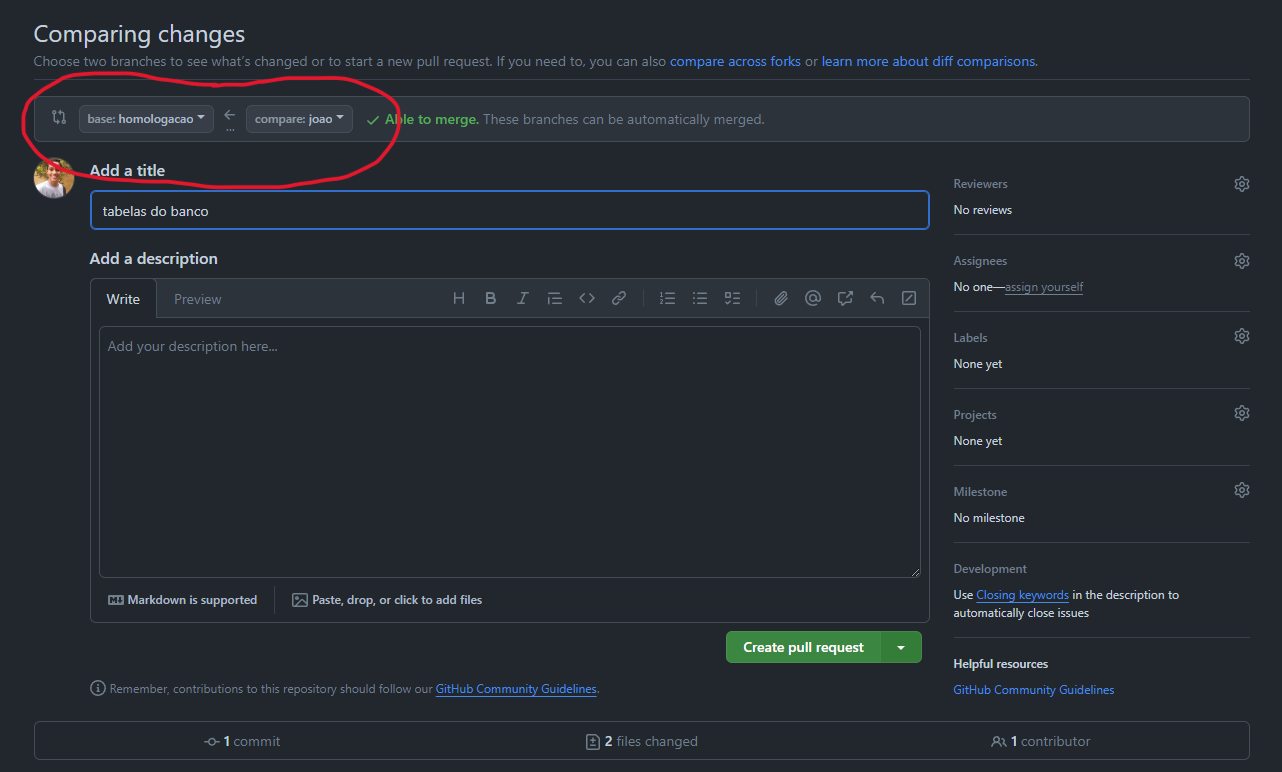 Comparing changes
Choose two branches to see what's changed or to start a new pull request. If you need to, you can also compare across forks or learn more about diff comparisons.
base: homologacao ... compare: joao Able to merge. These branches can be automatically merged.
Add a title
tabelas do banco
Add a description
Write Preview
Add your description here...
Markdown is supported Paste, drop, or click to add files
Create pull request
Remember, contributions to this repository should follow our GitHub Community Guidelines.
Reviewers
No reviews
Assignees
No one—assign yourself
Labels
None yet
Projects
None yet
Milestone
No milestone
Development
Use Closing keywords in the description to
automatically close issues
Helpful resources
GitHub Community Guidelines
1 commit 2 files changed 1 contributor